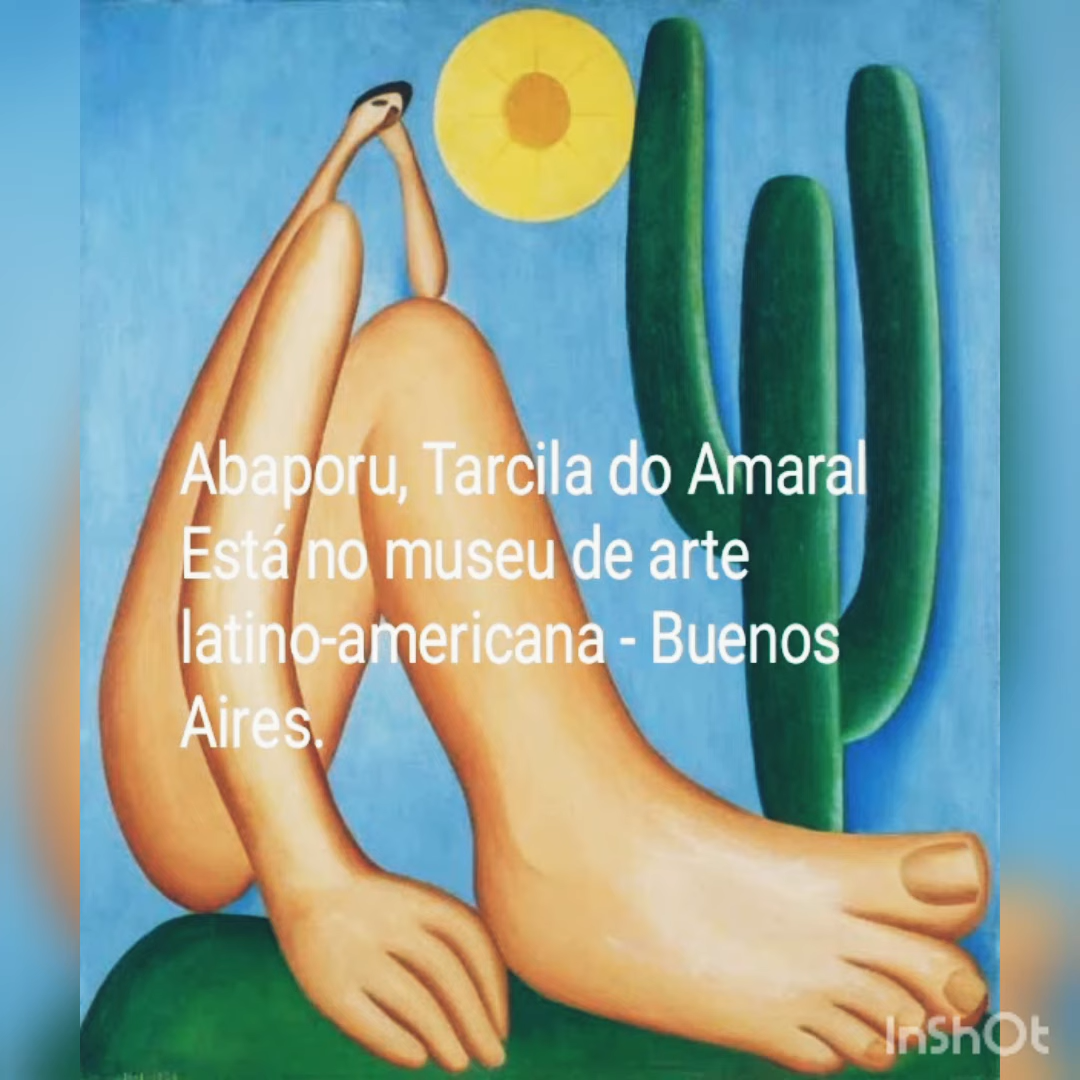 Abaporu, Tarcila do Amaral
Está no museu de arte
latino-americana - Buenos
Aires.
InShOt